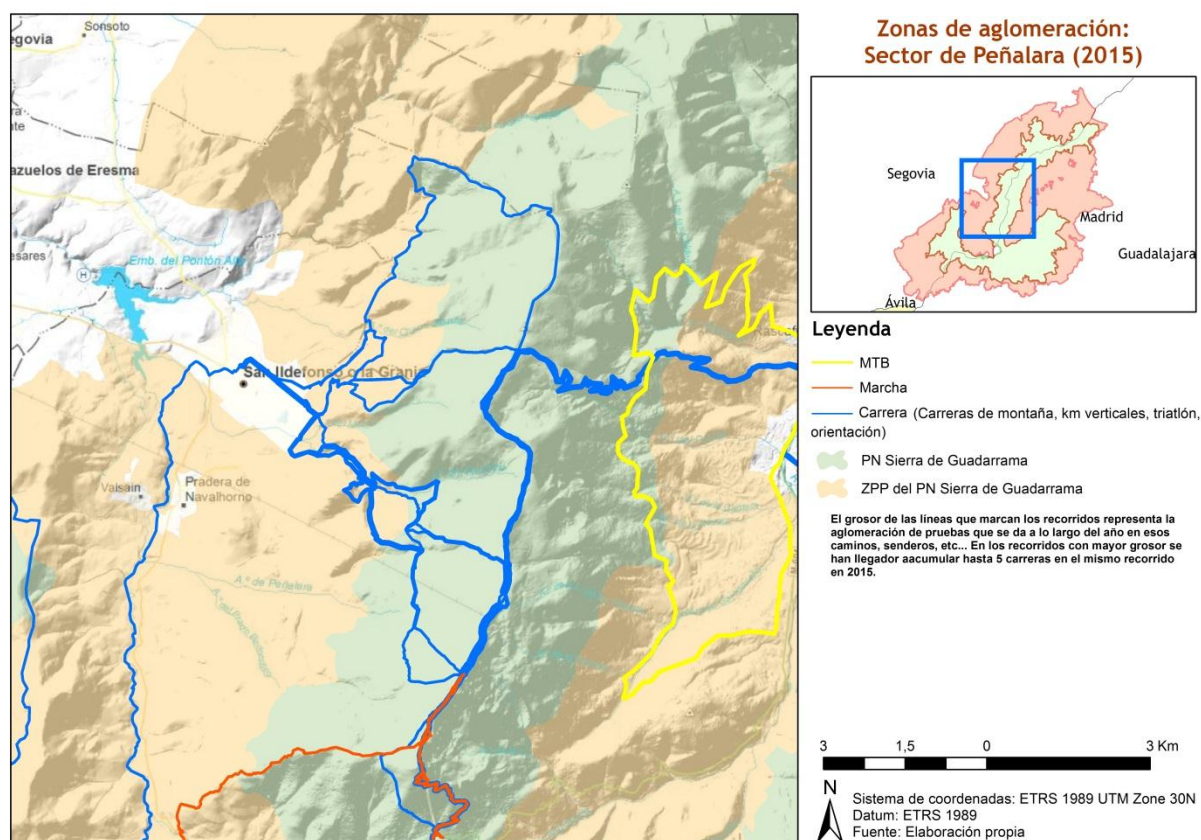 Sonsoto
egovia
azuelos de Eresma
esares
Emb. del Pontón Alto
H
San Ildefonso o la Granja
Valsaín
Pradera de
Navalhorno
A.º de Peñalara
Zonas de aglomeración:
Sector de Peñalara (2015)
Segovia
Madrid
Guadalajara
Ávila
Leyenda
MTB
Marcha
Carrera (Carreras de montaña, km verticales, triatlón,
orientación)
PN Sierra de Guadarrama
ZPP del PN Sierra de Guadarrama
El grosor de las líneas que marcan los recorridos representa la
aglomeración de pruebas que se da a lo largo del año en esos
caminos, senderos, etc... En los recorridos con mayor grosor se
han llegador aacumular hasta 5 carreras en el mismo recorrido
en 2015.
3 1,5 0 3 Km
N
Sistema de coordenadas: ETRS 1989 UTM Zone 30N
Datum: ETRS 1989
Fuente: Elaboración propia